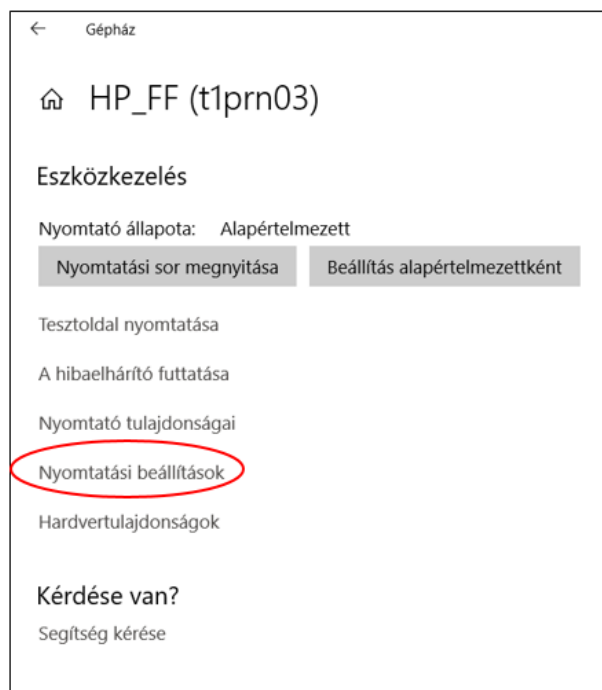 Gépház
HP_FF (t1prn03)
Eszközkezelés
Nyomtató állapota: Alapértelmezett
Nyomtatási sor megnyitása Beállítás alapértelmezettként
Tesztoldal nyomtatása
A hibaelhárító futtatása
Nyomtató tulajdonságai
Nyomtatási beállítások
Hardvertulajdonságok
Kérdése van?
Segítség kérése